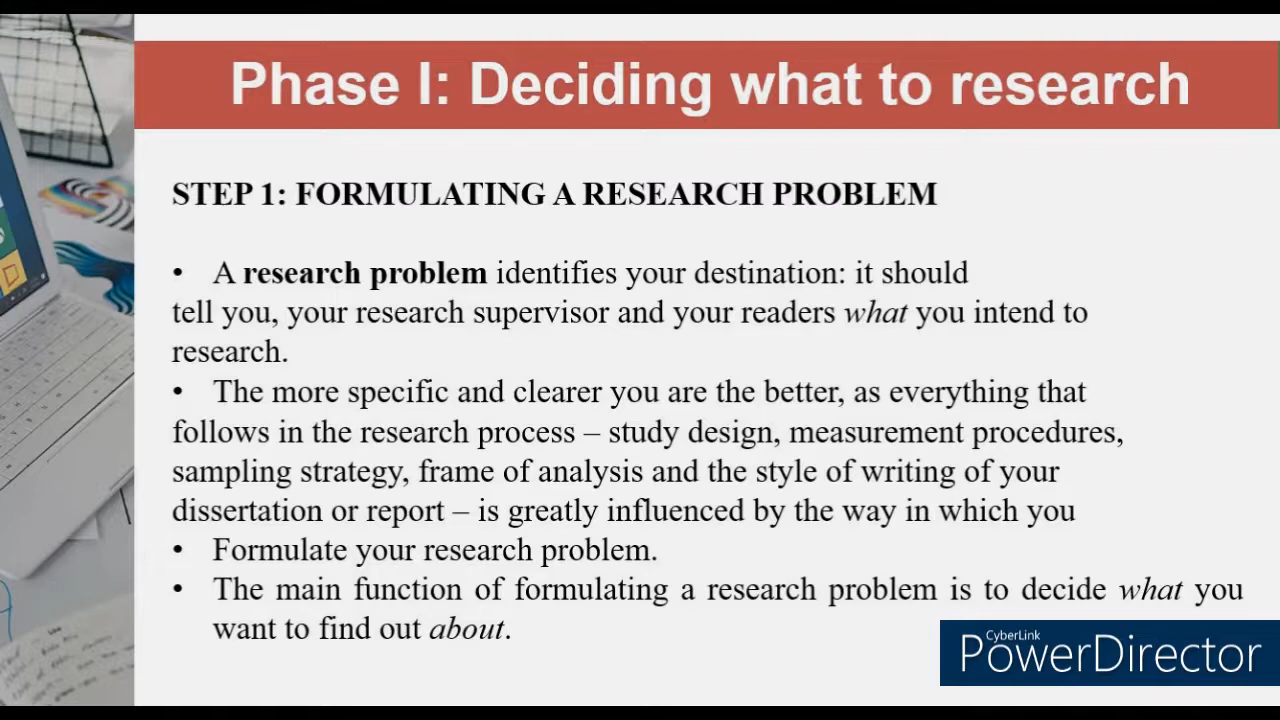 Phase I: Deciding what to research
STEP 1: FORMULATING A RESEARCH PROBLEM
• A research problem identifies your destination: it should
tell you, your research supervisor and your readers what you intend to
research.
• The more specific and clearer you are the better, as everything that
follows in the research process – study design, measurement procedures,
sampling strategy, frame of analysis and the style of writing of your
dissertation or report – is greatly influenced by the way in which you
• Formulate your research problem.
• The main function of formulating a research problem is to decide what you
want to find out about.
CyberLink
PowerDirector